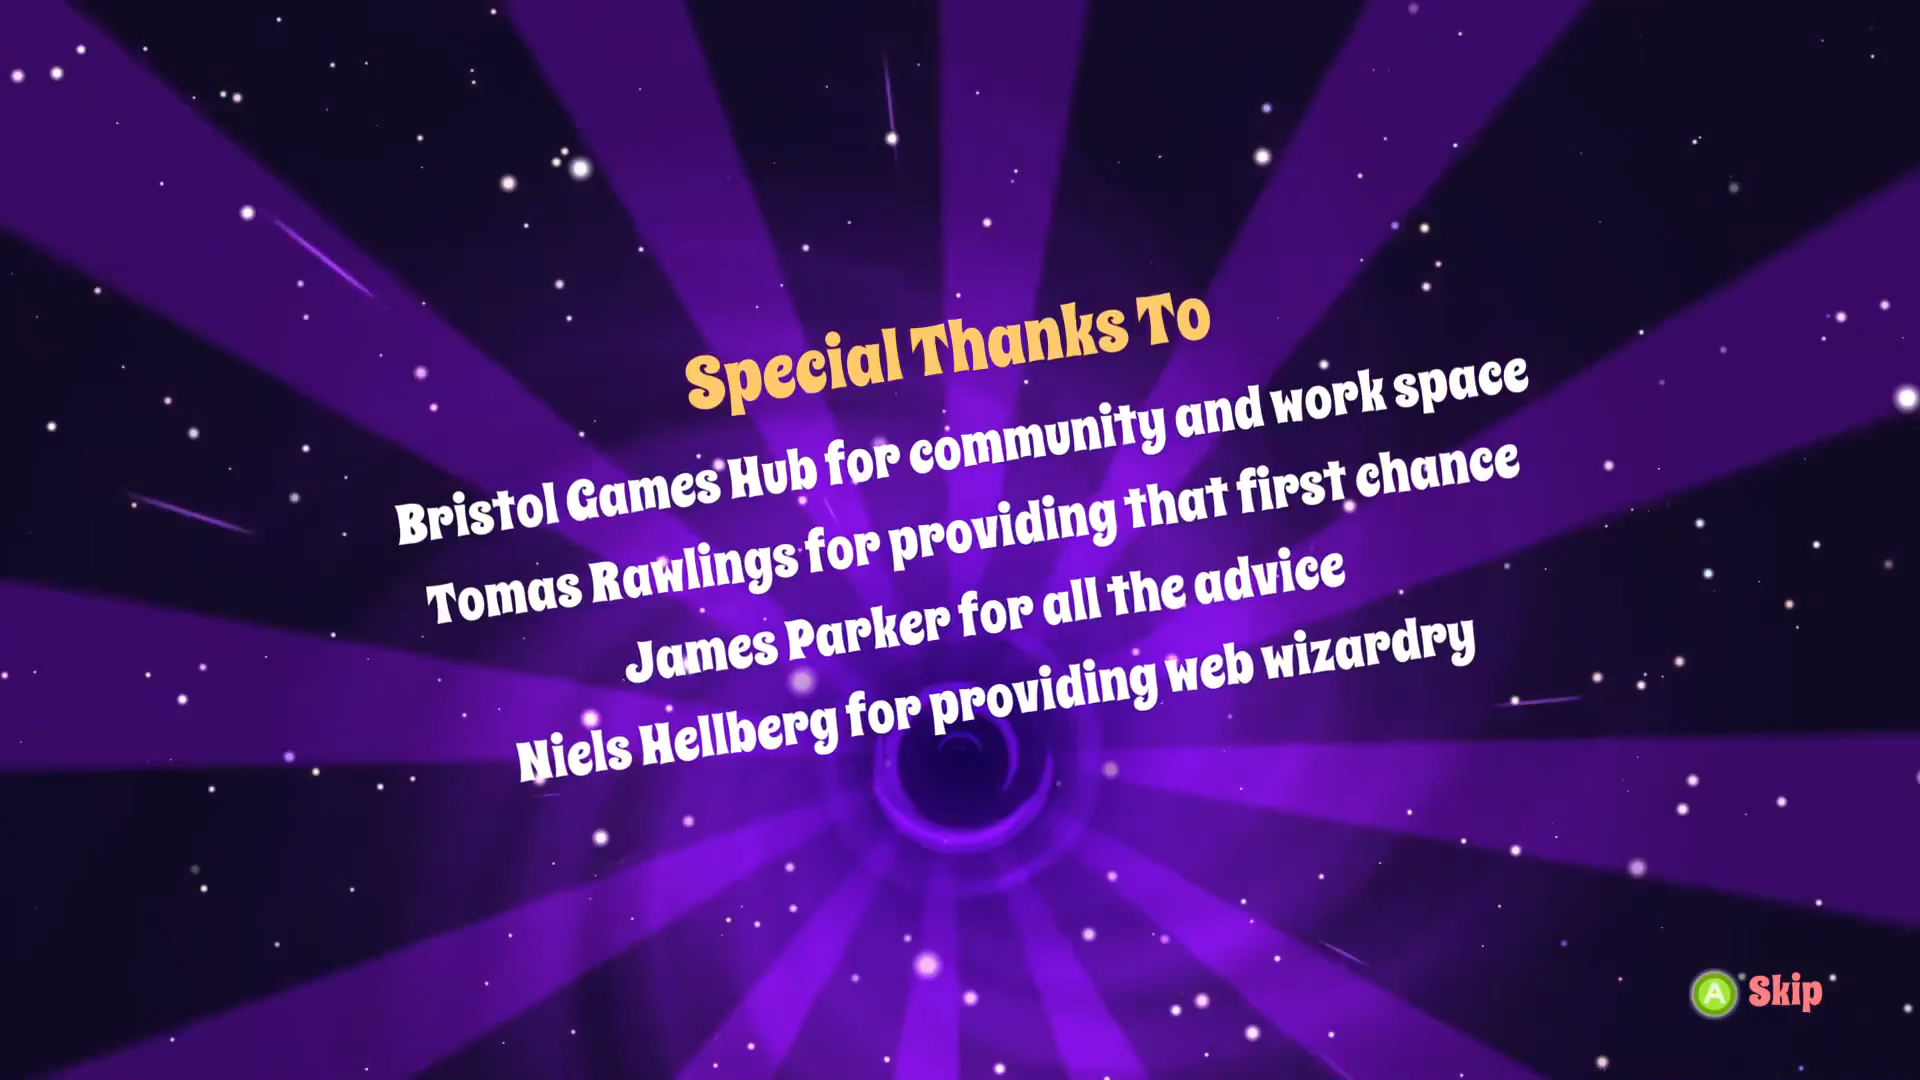 Special Thanks To
Bristol Games Hub for community and work space
Tomas Rawlings for providing that first chance
James Parker for all the advice
Niels Hellberg for providing web wizardry
A Skip